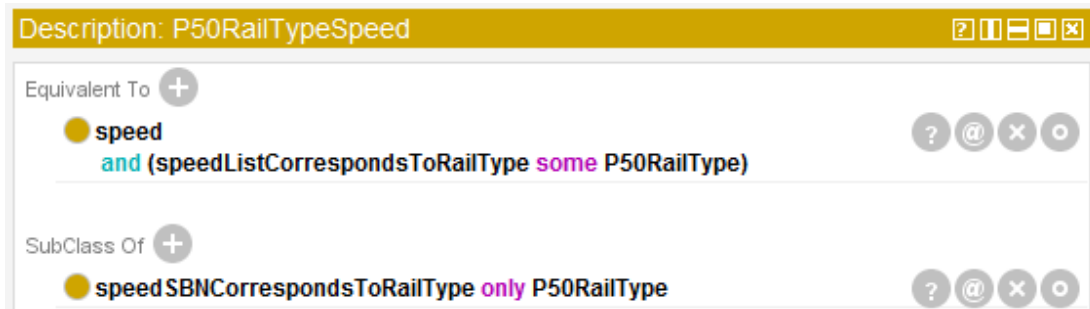 Description: P50RailTypeSpeed
Equivalent To
speed
and (speedListCorrespondsToRailType some P50RailType)
SubClass Of
speedSBNCorrespondsToRailType only P50RailType